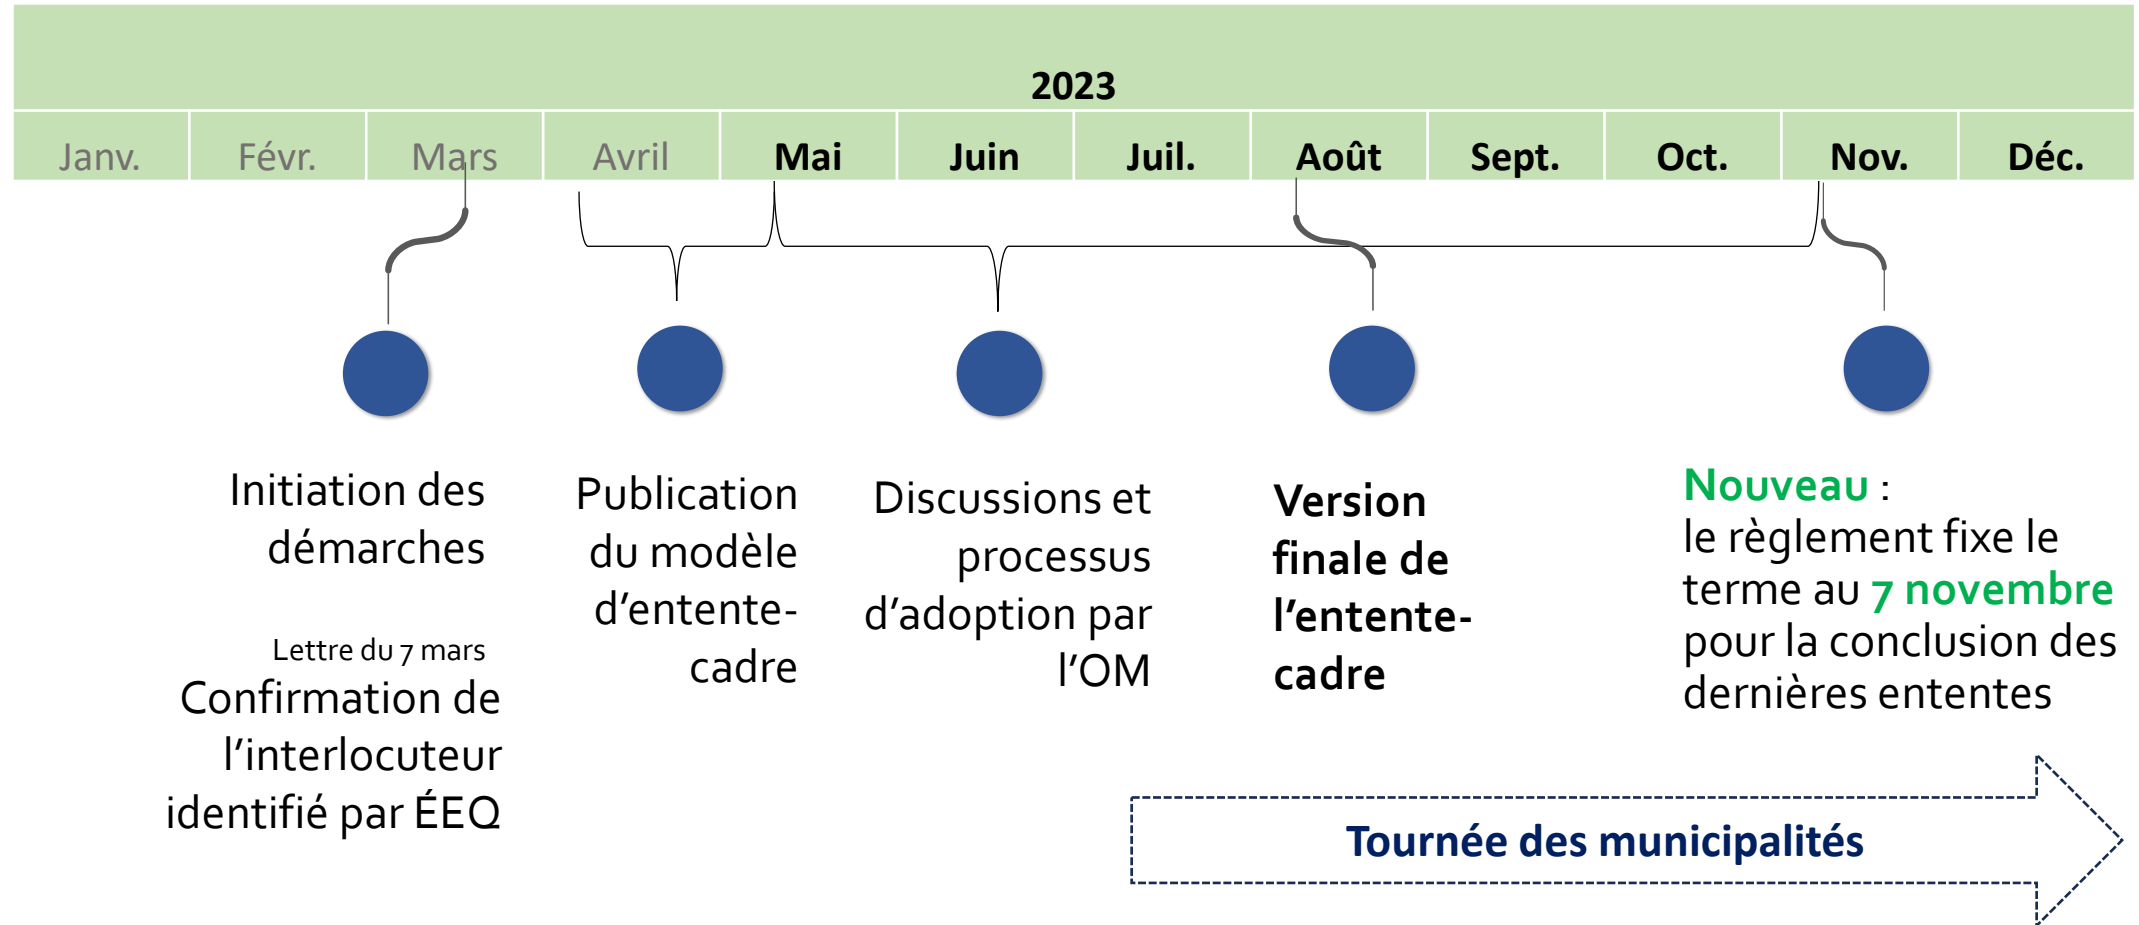 2023
Janv. Févr. Mars Avril Mai Juin Juil. Août Sept. Oct. Nov. Déc.
Initiation des
démarches
Lettre du 7 mars
Confirmation de
l’interlocuteur
identifié par ÉEQ
Publication
du modèle
d’entente-
cadre
Discussions et
processus
d’adoption par
l’OM
Version
finale de
l’entente-
cadre
Nouveau :
le règlement fixe le
terme au 7 novembre
pour la conclusion des
dernières ententes
Tournée des municipalités